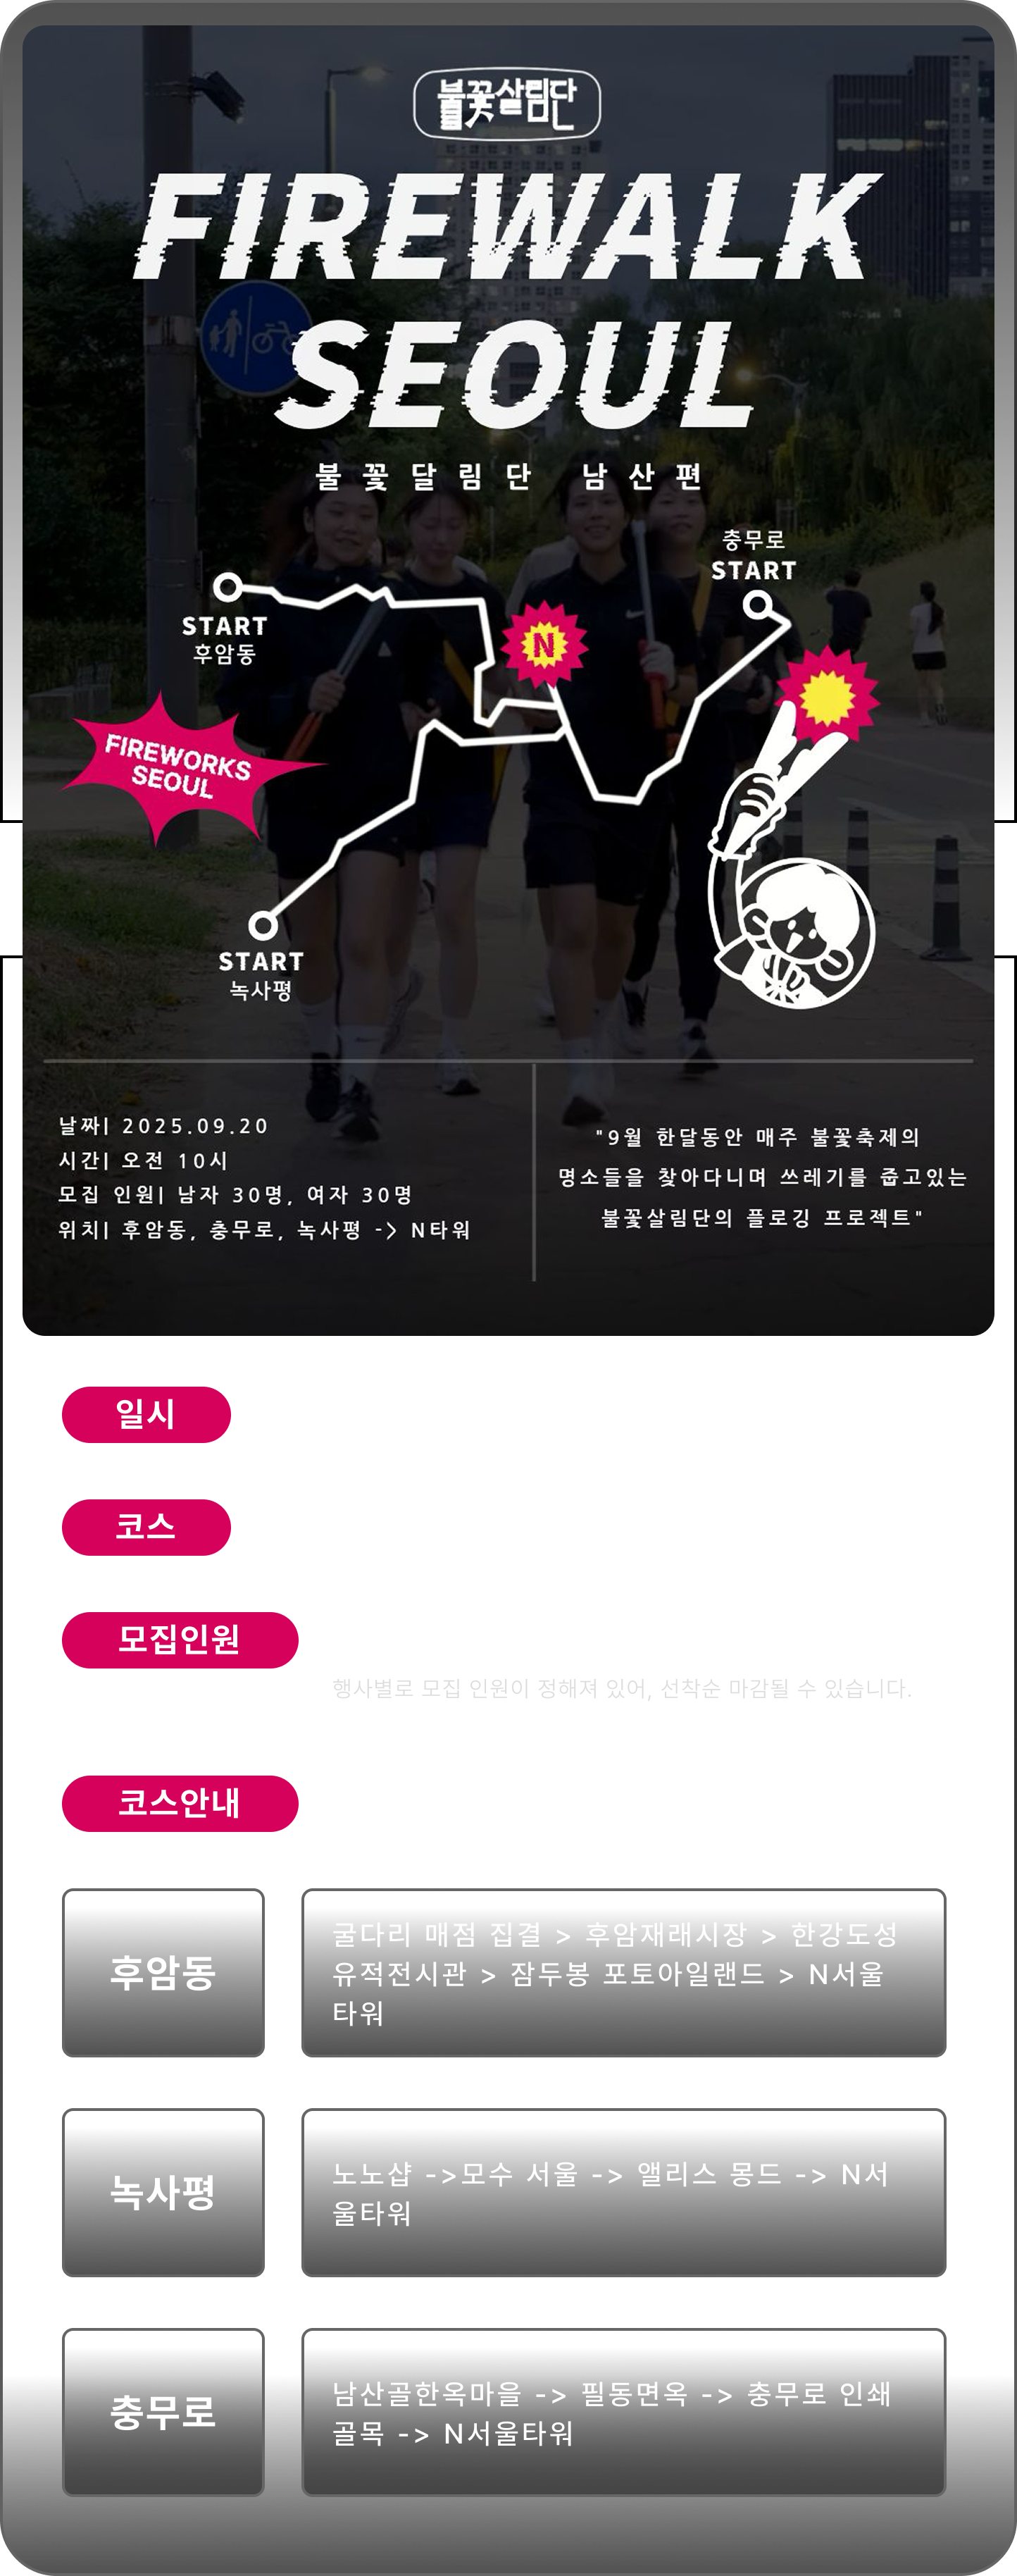 불꽃살림단
FIREWALK
SEOUL
불꽃달림단 남산편
충무로
START
START
후암동
N
FIREWORKS
SEOUL
START
녹사평
날짜| 2025.09.20
시간| 오전 10시
모집 인원| 남자 30명, 여자 30명
위치| 후암동, 충무로, 녹사평 -> N타워
"9월 한달동안 매주 불꽃축제의
명소들을 찾아다니며 쓰레기를 줍고있는
불꽃살림단의 플로깅 프로젝트"
일시
코스
모집인원
행사별로 모집 인원이 정해져 있어, 선착순 마감될 수 있습니다.
코스안내
후암동
굴다리 매점 집결 > 후암재래시장 > 한강도성
유적전시관 > 잠두봉 포토아일랜드 > N서울
타워
녹사평
노노샵 ->모수 서울 -> 앨리스 몽드 -> N서
울타워
충무로
남산골한옥마을 -> 필동면옥 -> 충무로 인쇄
골목 -> N서울타워